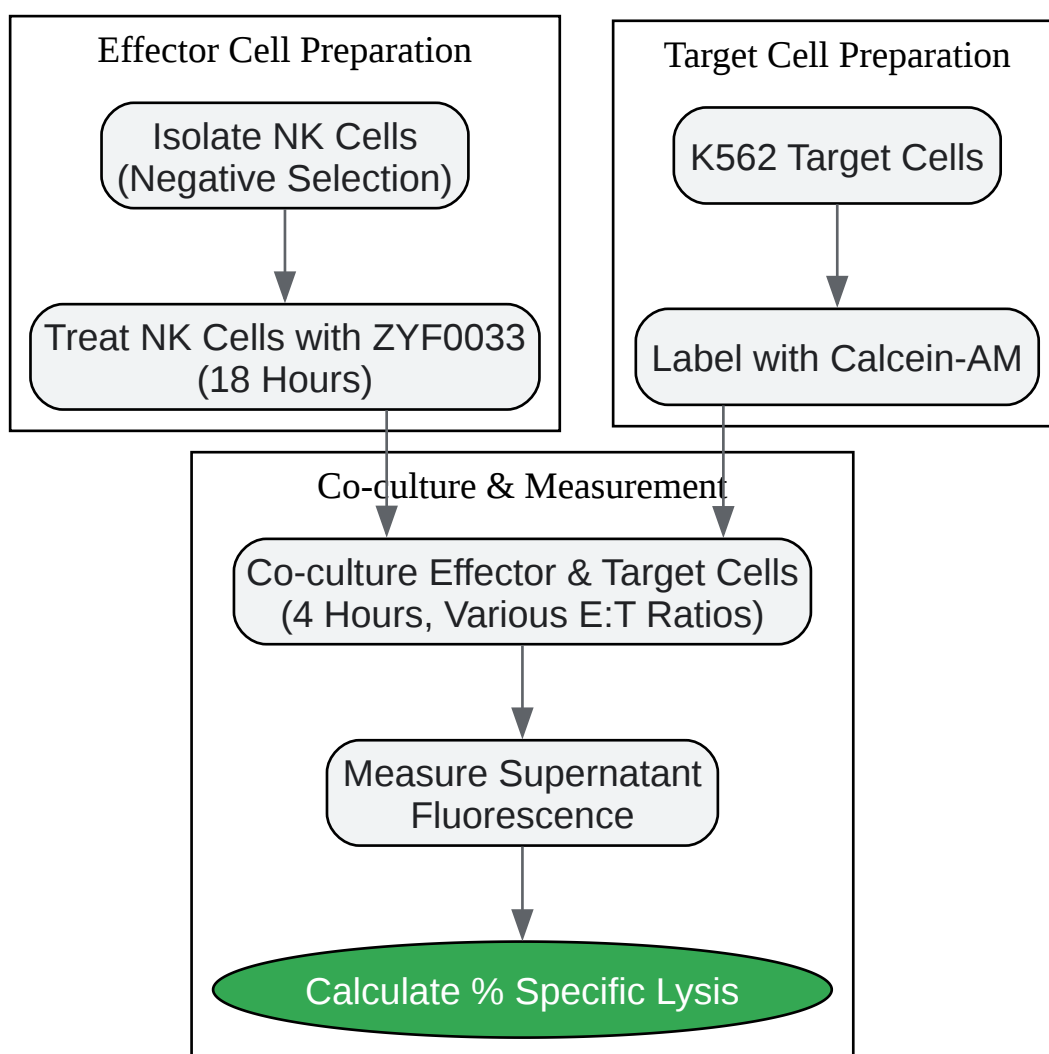 Effector Cell Preparation
Isolate NK Cells
(Negative Selection)
Treat NK Cells with ZYF0033
(18 Hours)
Target Cell Preparation
K562 Target Cells
Label with Calcein-AM
Co-culture & Measurement
Co-culture Effector & Target Cells
(4 Hours, Various E:T Ratios)
Measure Supernatant
Fluorescence
Calculate % Specific Lysis